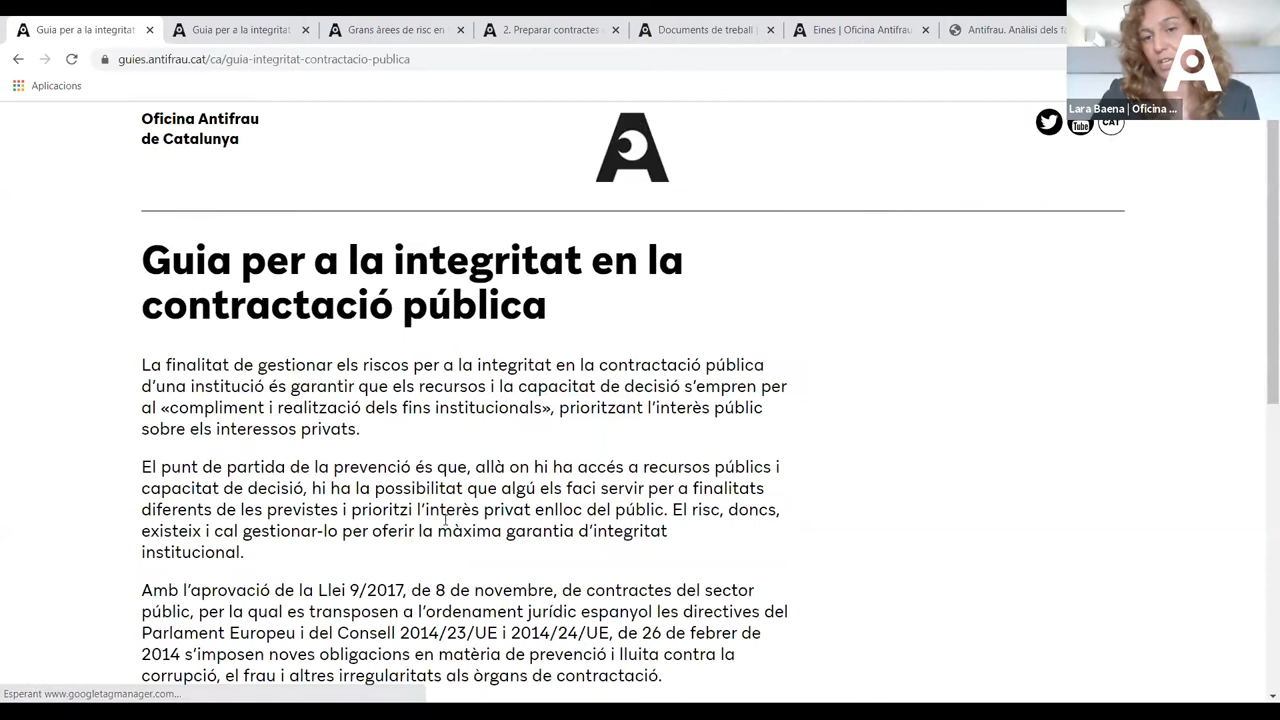 Guia per a la integritat
Guia per a la integritat
Grans àrees de risc en
2. Preparar contractes
Documents de treball
Eines | Oficina Antifrau
Antifrau. Anàlisi dels
guies.antifrau.cat/ca/guia-integritat-contractacio-publica
Aplicacions
Lara Baena | Oficina ...
Oficina Antifrau
de Catalunya
You
Tube
CAT
Guia per a la integritat en la
contractació pública
La finalitat de gestionar els riscos per a la integritat en la contractació pública
d’una institució és garantir que els recursos i la capacitat de decisió s’empren per
al «compliment i realització dels fins institucionals», prioritzant l’interès públic
sobre els interessos privats.
El punt de partida de la prevenció és que, allà on hi ha accés a recursos públics i
capacitat de decisió, hi ha la possibilitat que algú els faci servir per a finalitats
diferents de les previstes i prioritzi l’interès privat enlloc del públic. El risc, doncs,
existeix i cal gestionar-lo per oferir la màxima garantia d’integritat
institucional.
Amb l’aprovació de la Llei 9/2017, de 8 de novembre, de contractes del sector
públic, per la qual es transposen a l’ordenament jurídic espanyol les directives del
Parlament Europeu i del Consell 2014/23/UE i 2014/24/UE, de 26 de febrer de
2014 s’imposen noves obligacions en matèria de prevenció i lluita contra la
corrupció, el frau i altres irregularitats als òrgans de contractació.
Esperant www.googletagmanager.com...